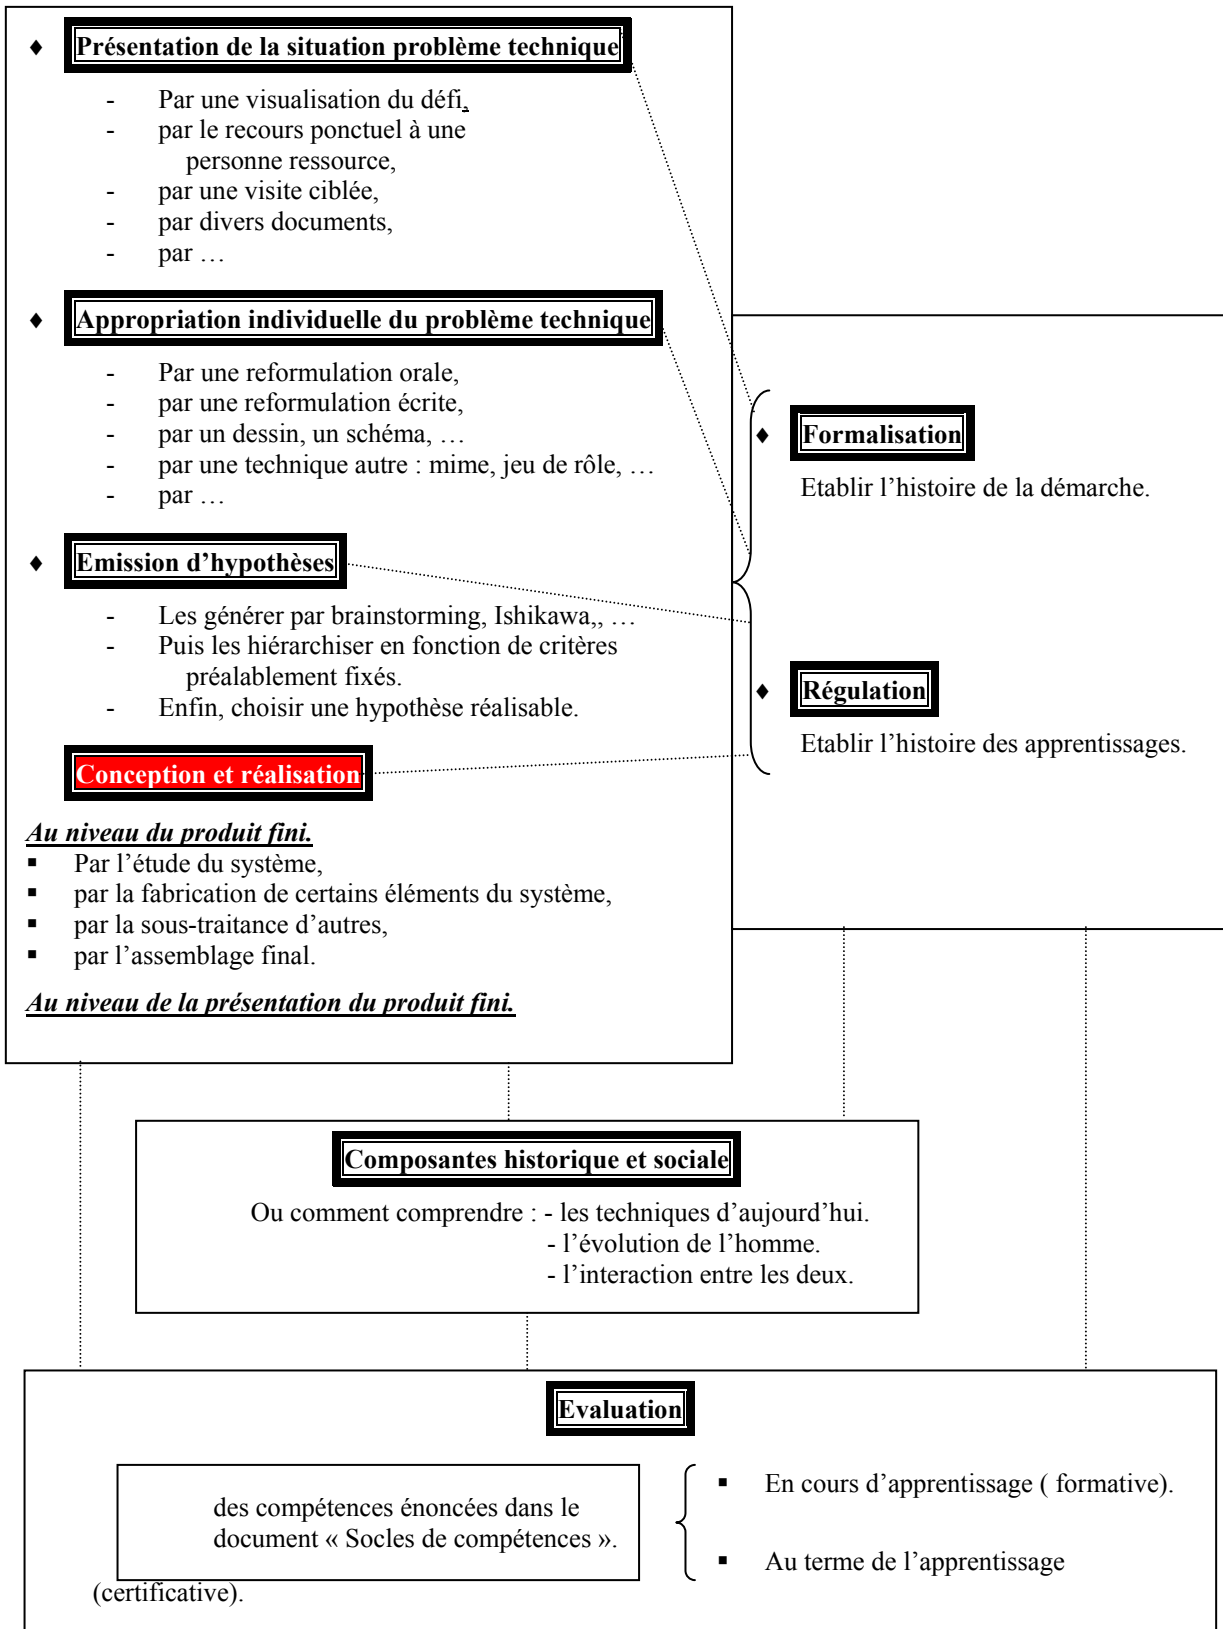 ♦ Présentation de la situation problème technique
- Par une visualisation du défi,
- par le recours ponctuel à une
personne ressource,
- par une visite ciblée,
- par divers documents,
- par …
♦ Appropriation individuelle du problème technique
- Par une reformulation orale,
- par une reformulation écrite,
- par un dessin, un schéma, …
- par une technique autre : mime, jeu de rôle, …
- par …
♦ Emission d’hypothèses
- Les générer par brainstorming, Ishikawa,, …
- Puis les hiérarchiser en fonction de critères
préalablement fixés.
- Enfin, choisir une hypothèse réalisable.
Conception et réalisation
Au niveau du produit fini.
▪ Par l’étude du système,
▪ par la fabrication de certains éléments du système,
▪ par la sous-traitance d’autres,
▪ par l’assemblage final.
Au niveau de la présentation du produit fini.
♦ Formalisation
Etablir l’histoire de la démarche.
♦ Régulation
Etablir l’histoire des apprentissages.
Composantes historique et sociale
Ou comment comprendre : - les techniques d’aujourd’hui.
- l’évolution de l’homme.
- l’interaction entre les deux.
Evaluation
des compétences énoncées dans le
document « Socles de compétences ».
▪ En cours d’apprentissage ( formative).
▪ Au terme de l’apprentissage
(certificative).